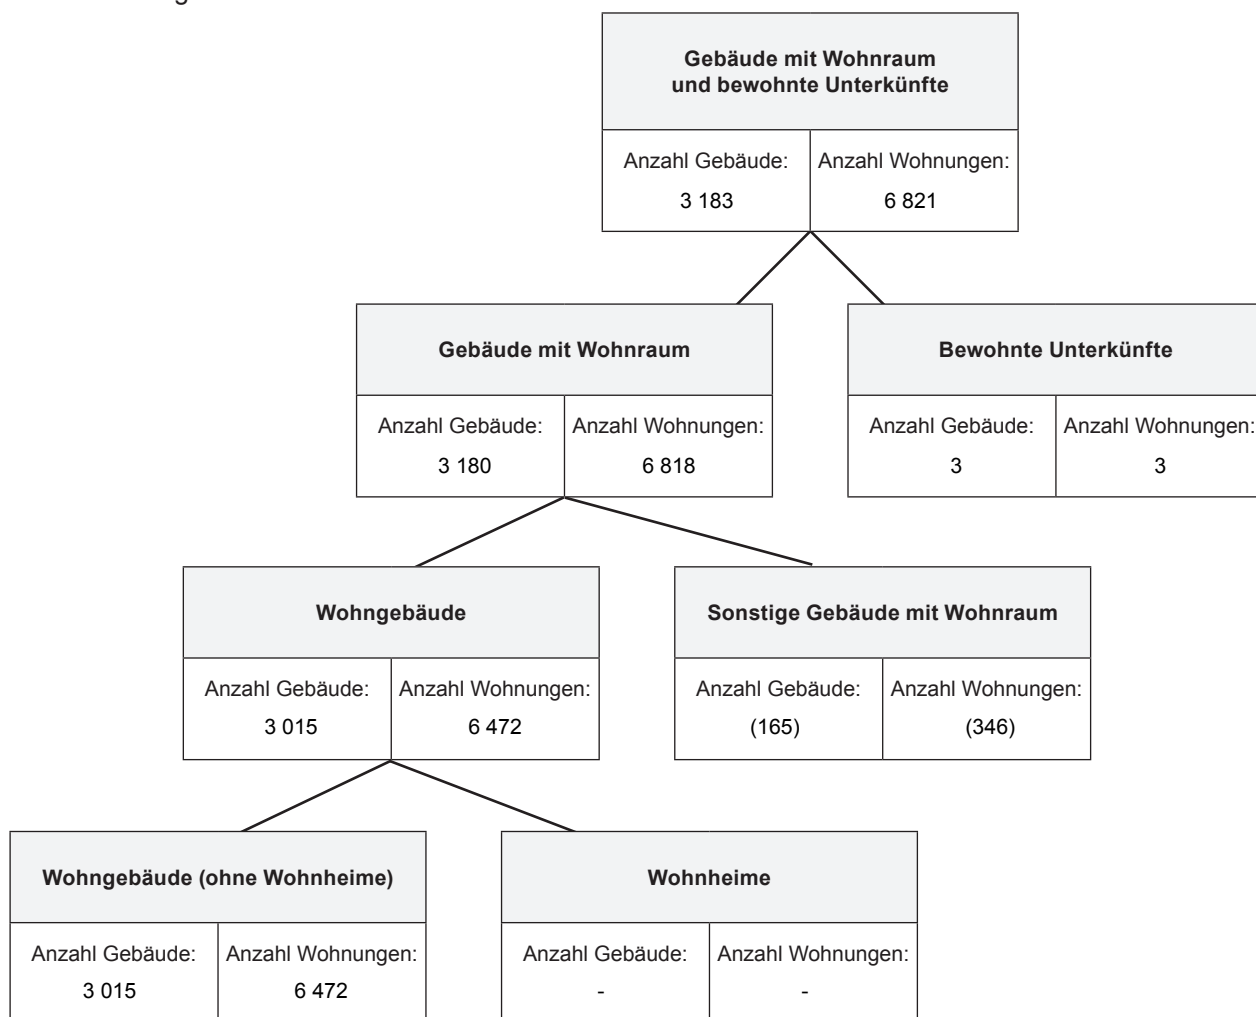 Gebäude mit Wohnraum
und bewohnte Unterkünfte
Anzahl Gebäude: Anzahl Wohnungen:
3 183 6 821
Gebäude mit Wohnraum
Anzahl Gebäude: Anzahl Wohnungen:
3 180 6 818
Bewohnte Unterkünfte
Anzahl Gebäude: Anzahl Wohnungen:
3 3
Wohngebäude
Anzahl Gebäude: Anzahl Wohnungen:
3 015 6 472
Sonstige Gebäude mit Wohnraum
Anzahl Gebäude: Anzahl Wohnungen:
(165) (346)
Wohngebäude (ohne Wohnheime)
Anzahl Gebäude: Anzahl Wohnungen:
3 015 6 472
Wohnheime
Anzahl Gebäude: Anzahl Wohnungen:
- -